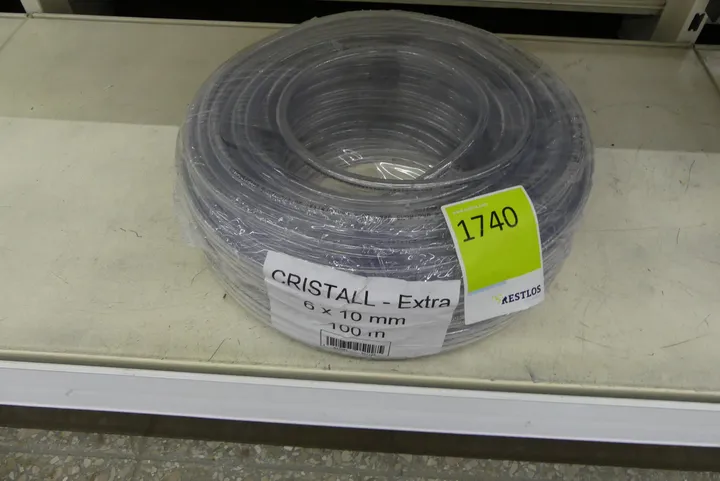 1740
RESTLOS
CRISTALL - Extra
6 x 10 mm
100 m